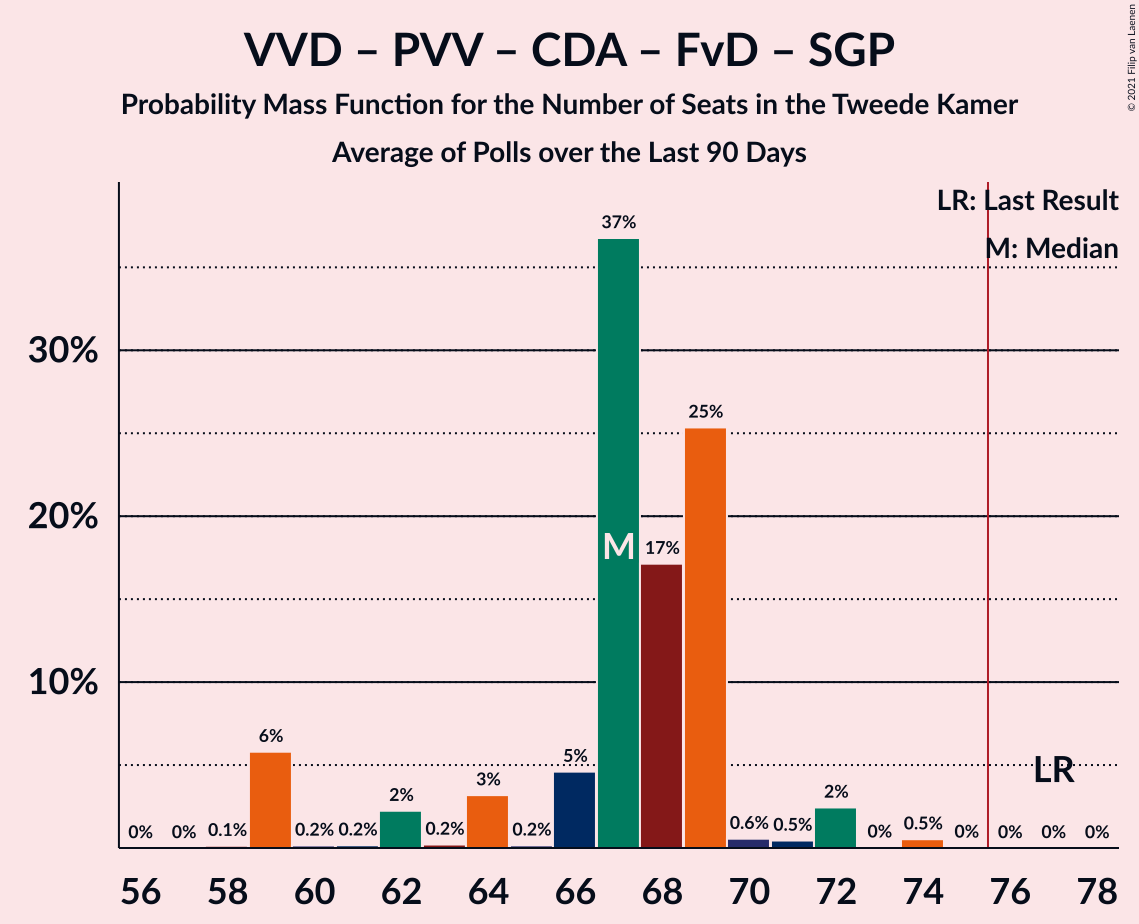 VVD – PVV – CDA – FvD – SGP
Probability Mass Function for the Number of Seats in the Tweede Kamer
Average of Polls over the Last 90 Days
© 2021 Filip van Laenen
LR: Last Result
M: Median
37%
30%
25%
20%
M
17%
10%
6%
5%
LR
3%
2%
2%
0% 0% 0.1% 0.2% 0.2% 0.2% 0.2% 0.6% 0.5% 0% 0.5% 0% 0% 0% 0%
56 58 60 62 64 66 68 70 72 74 76 78